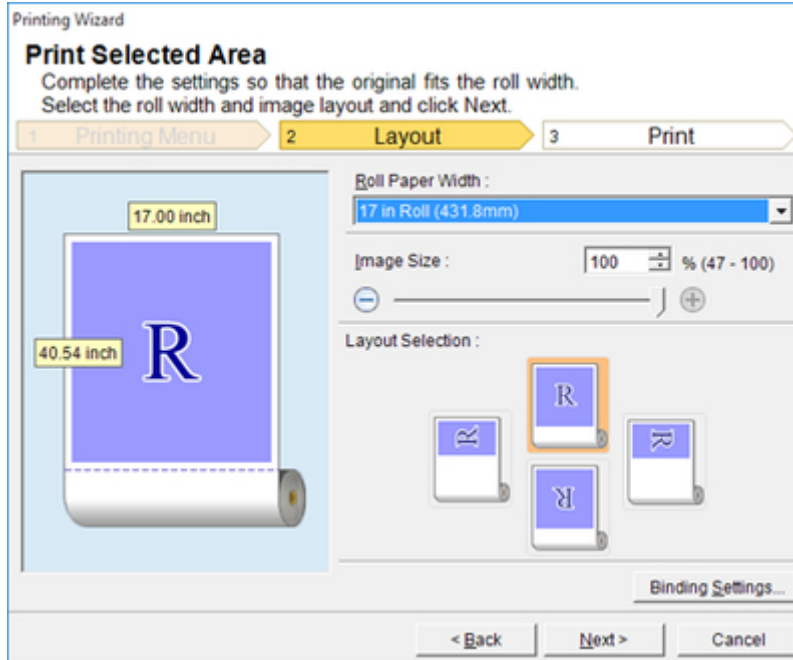 Printing Wizard
Print Selected Area
Complete the settings so that the original fits the roll width.
Select the roll width and image layout and click Next.
1 Printing Menu 2 Layout 3 Print
Roll Paper Width :
17 in Roll (431.8mm)
17.00 inch
Image Size : 100 % (47 - 100)
40.54 inch
R
Layout Selection :
R
R R
R
Binding Settings...
< Back Next > Cancel